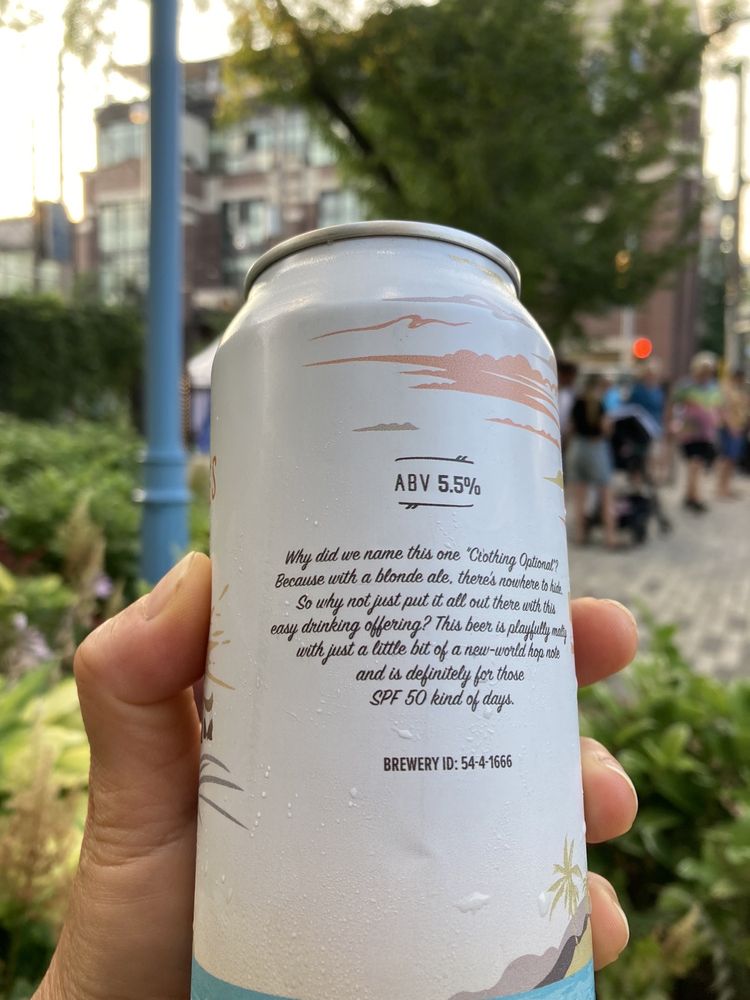 ABV 5.5%
Why did we name this one "Clothing Optional"?
Because with a blonde ale, there's nowhere to hide.
So why not just put it all out there with this
easy drinking offering? This beer is playfully malty
with just a little bit of a new-world hop note
and is definitely for those
SPF 50 kind of days.
BREWERY ID: 54-4-1666